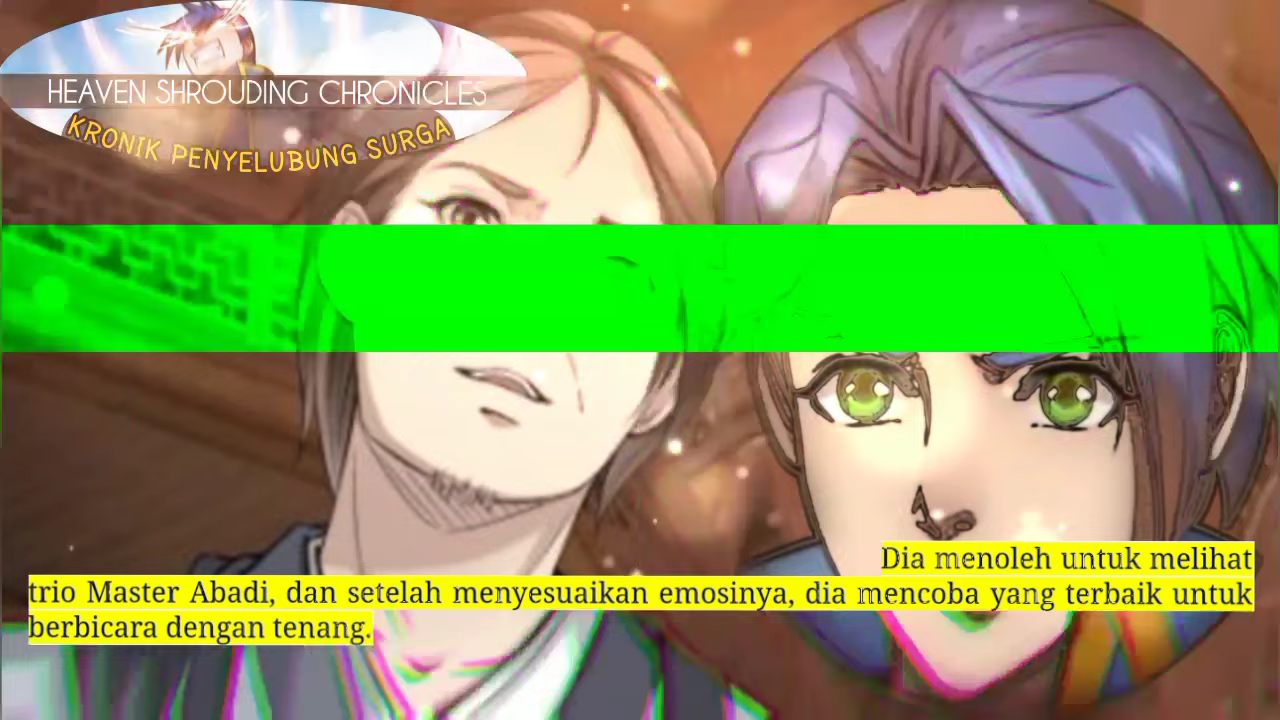 HEAVEN SHROUDING CHRONICLES
KRONIK PENYELUBUNG SURGA
Dia menoleh untuk melihat
trio Master Abadi, dan setelah menyesuaikan emosinya, dia mencoba yang terbaik untuk
berbicara dengan tenang.